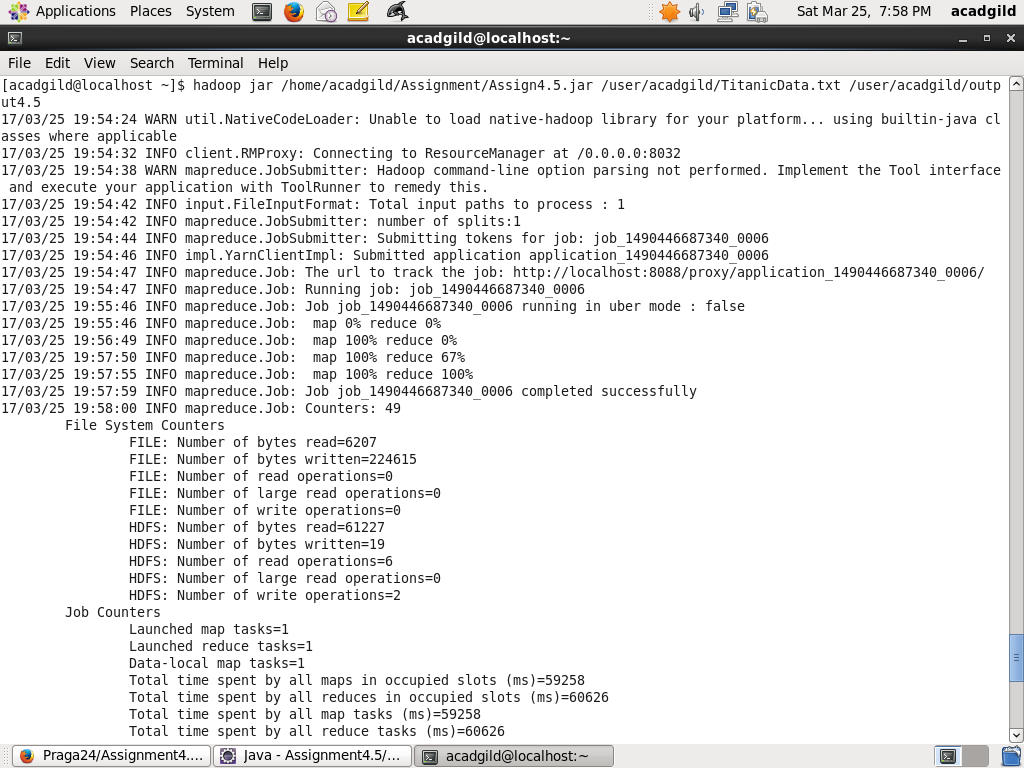 Applications Places System Sat Mar 25, 7:58 PM acadgild
acadgild@localhost:~
File Edit View Search Terminal Help
[acadgild@localhost ~]$ hadoop jar /home/acadgild/Assignment/Assign4.5.jar /user/acadgild/TitanicData.txt /user/acadgild/outp
ut4.5
17/03/25 19:54:24 WARN util.NativeCodeLoader: Unable to load native-hadoop library for your platform... using builtin-java cl
asses where applicable
17/03/25 19:54:32 INFO client.RMProxy: Connecting to ResourceManager at /0.0.0.0:8032
17/03/25 19:54:38 WARN mapreduce.JobSubmitter: Hadoop command-line option parsing not performed. Implement the Tool interface
 and execute your application with ToolRunner to remedy this.
17/03/25 19:54:42 INFO input.FileInputFormat: Total input paths to process : 1
17/03/25 19:54:42 INFO mapreduce.JobSubmitter: number of splits:1
17/03/25 19:54:44 INFO mapreduce.JobSubmitter: Submitting tokens for job: job_1490446687340_0006
17/03/25 19:54:46 INFO impl.YarnClientImpl: Submitted application application_1490446687340_0006
17/03/25 19:54:47 INFO mapreduce.Job: The url to track the job: http://localhost:8088/proxy/application_1490446687340_0006/
17/03/25 19:54:47 INFO mapreduce.Job: Running job: job_1490446687340_0006
17/03/25 19:55:46 INFO mapreduce.Job: Job job_1490446687340_0006 running in uber mode : false
17/03/25 19:55:46 INFO mapreduce.Job:  map 0% reduce 0%
17/03/25 19:56:49 INFO mapreduce.Job:  map 100% reduce 0%
17/03/25 19:57:50 INFO mapreduce.Job:  map 100% reduce 67%
17/03/25 19:57:55 INFO mapreduce.Job:  map 100% reduce 100%
17/03/25 19:57:59 INFO mapreduce.Job: Job job_1490446687340_0006 completed successfully
17/03/25 19:58:00 INFO mapreduce.Job: Counters: 49
File System Counters
FILE: Number of bytes read=6207
FILE: Number of bytes written=224615
FILE: Number of read operations=0
FILE: Number of large read operations=0
FILE: Number of write operations=0
HDFS: Number of bytes read=61227
HDFS: Number of bytes written=19
HDFS: Number of read operations=6
HDFS: Number of large read operations=0
HDFS: Number of write operations=2
Job Counters
Launched map tasks=1
Launched reduce tasks=1
Data-local map tasks=1
Total time spent by all maps in occupied slots (ms)=59258
Total time spent by all reduces in occupied slots (ms)=60626
Total time spent by all map tasks (ms)=59258
Total time spent by all reduce tasks (ms)=60626
Praga24/Assignment4.... Java - Assignment4.5/... acadgild@localhost:~